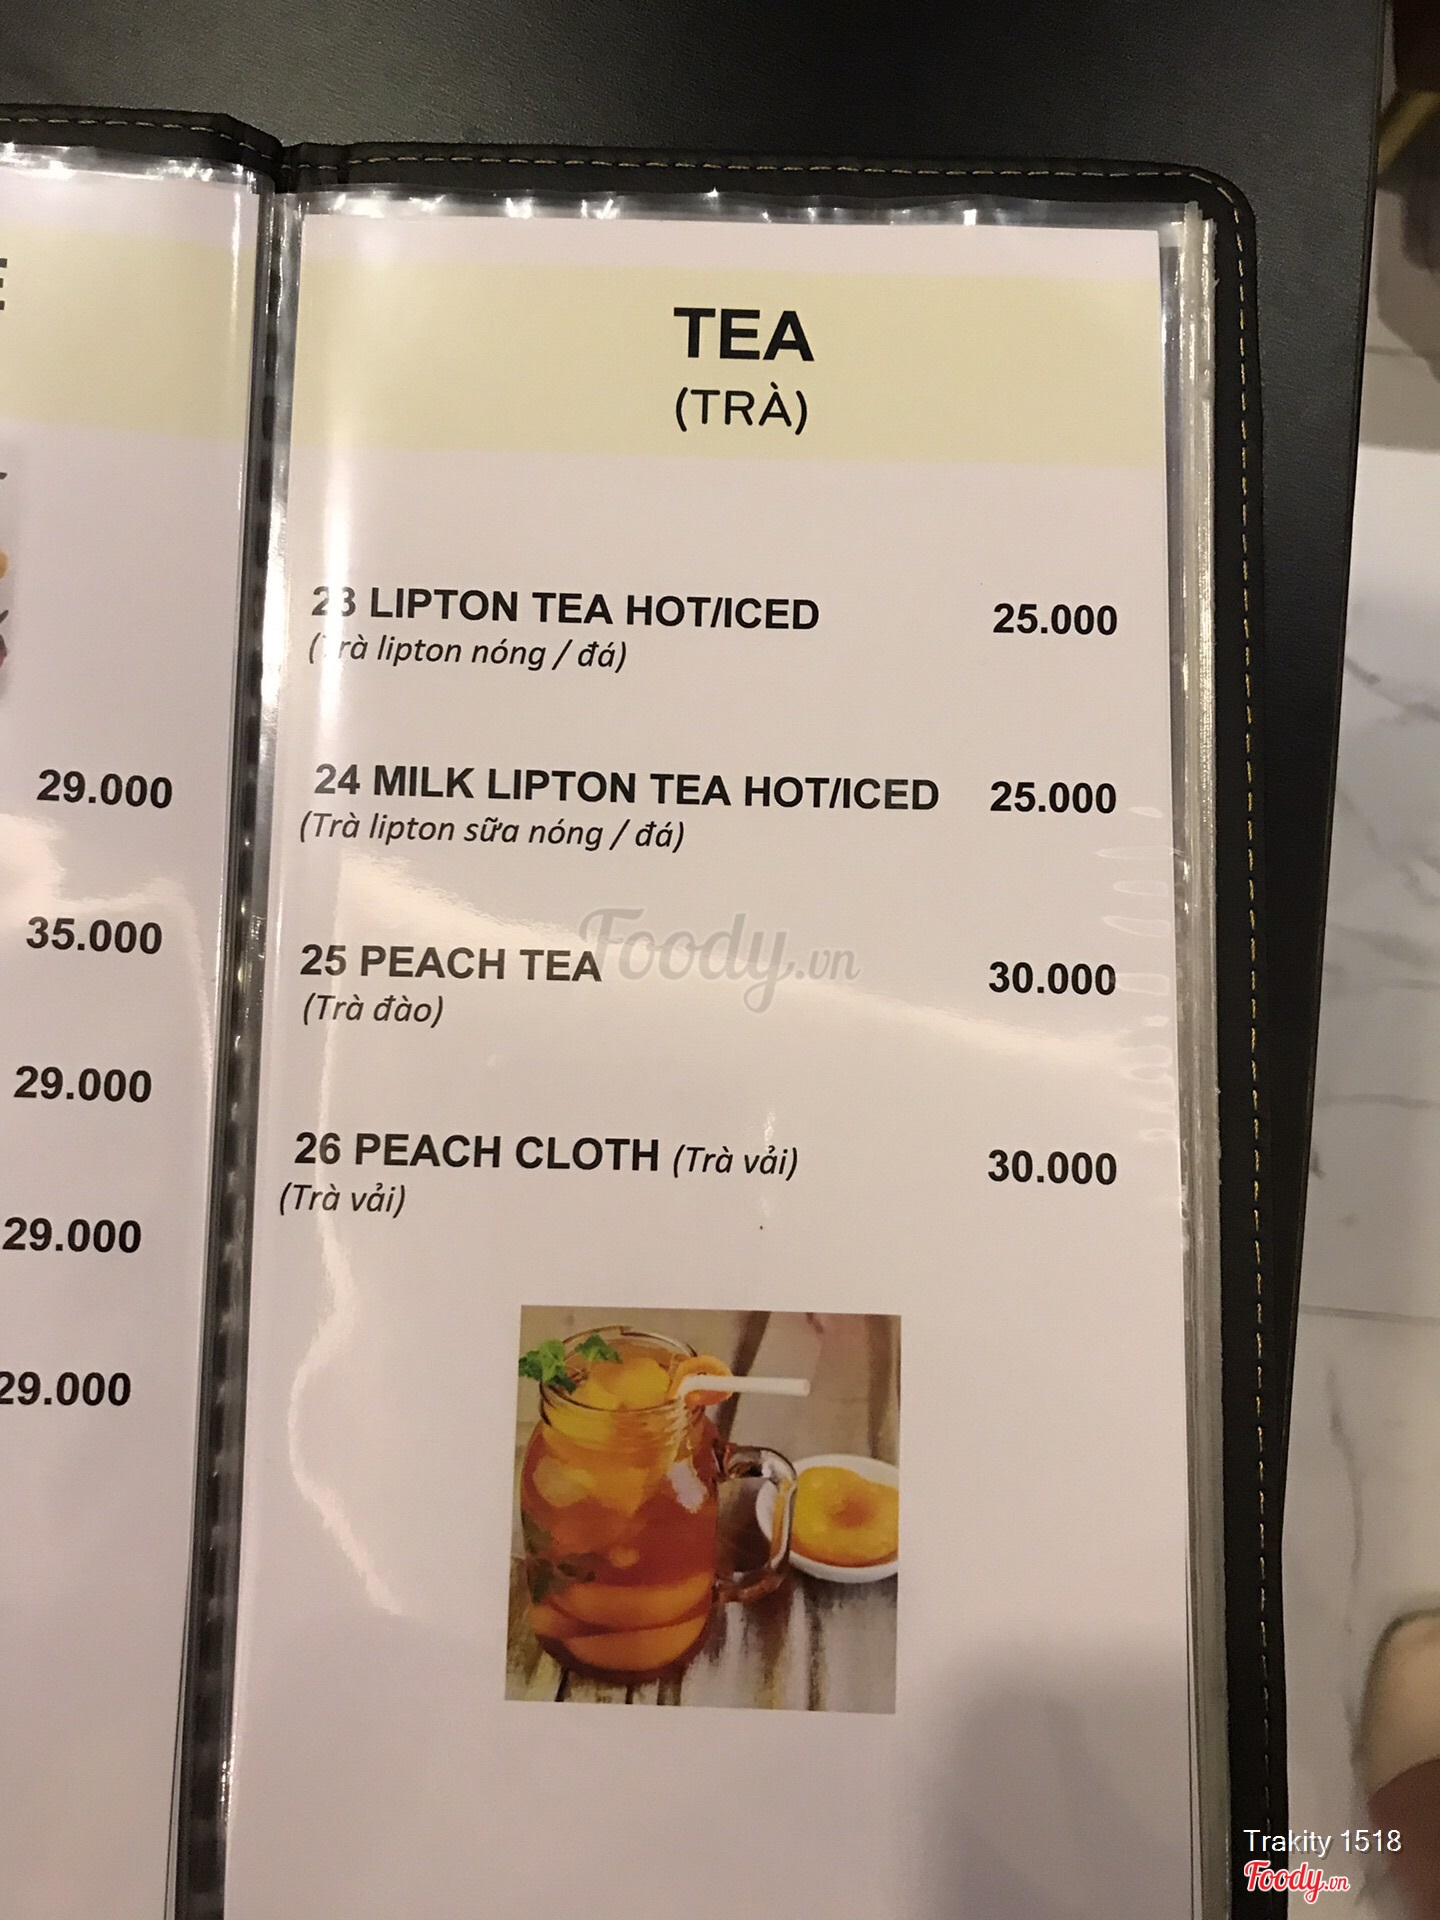 E
29.000
35.000
29.000
29.000
29.000
TEA
(TRÀ)
23 LIPTON TEA HOT/ICED 25.000
(Trà lipton nóng / đá)
24 MILK LIPTON TEA HOT/ICED 25.000
(Trà lipton sữa nóng / đá)
Foody.vn
25 PEACH TEA 30.000
(Trà đào)
26 PEACH CLOTH (Trà vải) 30.000
(Trà vải)
Trakity 1518
Foody.vn